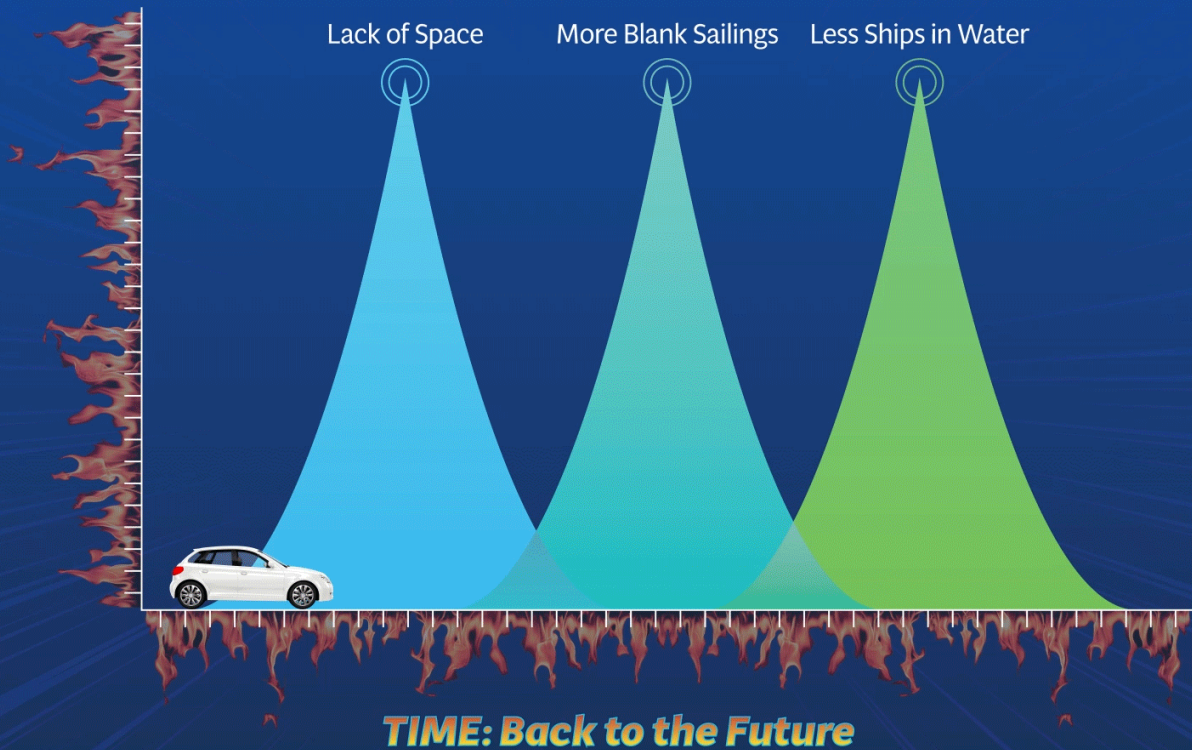 Lack of Space
More Blank Sailings
Less Ships in Water
TIME: Back to the Future